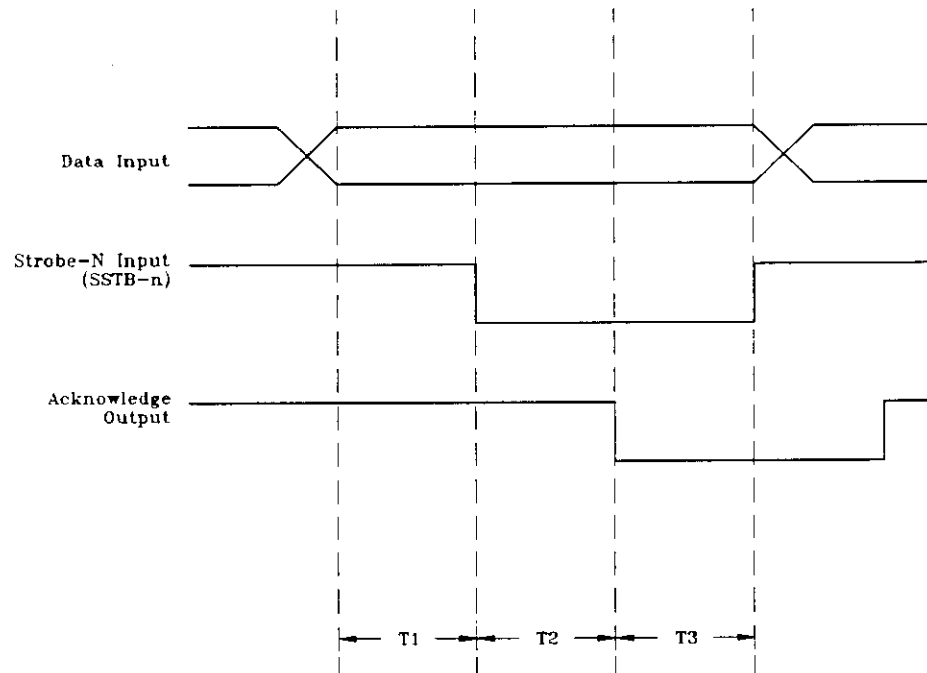 Data Input
Strobe-N Input
(SSTB-n)
Acknowledge
Output
T1
T2
T3